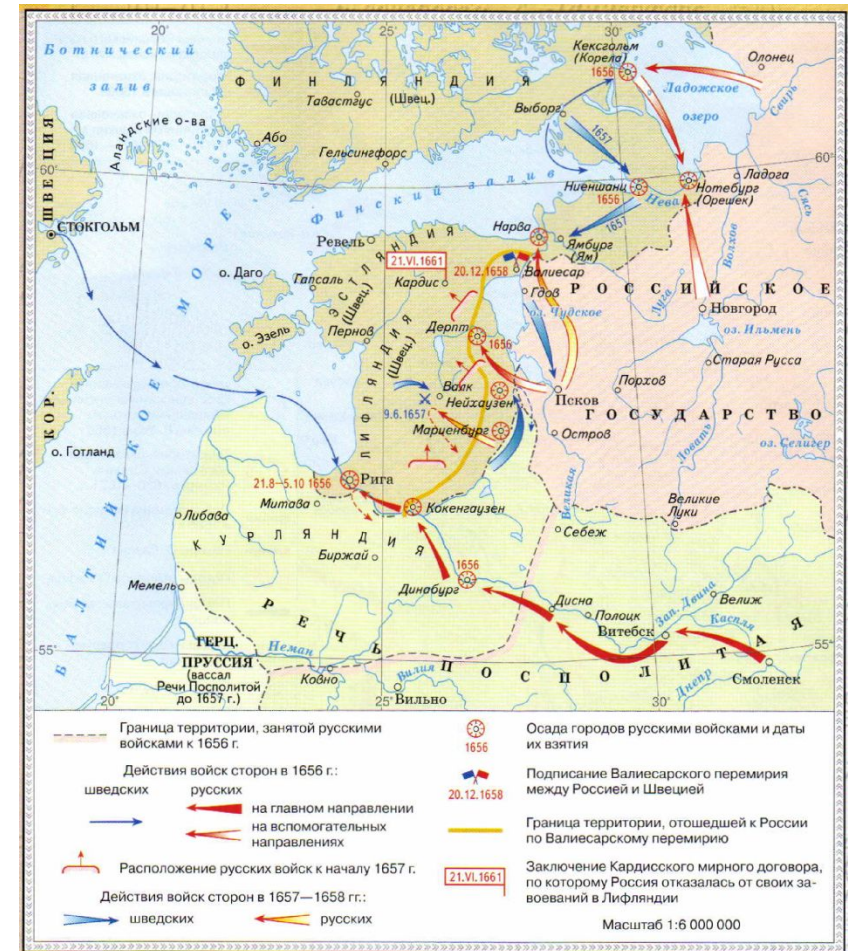 20°
25°
30°
Ботнический
залив
Кексгольм
(Корела)
1656
Олонец
ФИНЛЯНДИЯ
(Швец.)
Тавастгус
Ладожское
озеро
Свирь
Выборг
1657
ШВЕЦИЯ
Аландские о-ва
Або
Гельсингфорс
60°
60°
Финский залив
Ниеншанц
1656
Нева
Нотебург
(Орешек)
Ладога
Сясь
СТОКГОЛЬМ
1657
Нарва
Ямбург
(Ям)
Волхов
Ревель
ЭСТЛЯНДИЯ
(Швец.)
21.VI.1661
20.12.1658
Валиесар
о. Даго
Гапсаль
Кардис
Гдов
РОССИЙСКОЕ
Луга
Новгород
оз. Чудское
оз. Ильмень
о. Эзель
Пернов
Дерпт
1656
Старая Русса
ЛИФЛЯНДИЯ
(Швец.)
Валк
Нейхаузен
Псков
Порхов
ГОСУДАРСТВО
9.6.1657
Мариенбург
Остров
Ловать
оз. Селигер
КОР.
о. Готланд
БАЛТИЙСКОЕ МОРЕ
21.8–5.10 1656
Рига
Великая
Великие
Луки
Либава
Митава
Кокенгаузен
Себеж
КУРЛЯНДИЯ
Биржай
1656
Мемель
Динабург
Дисна
Полоцк
Зап. Двина
Велиж
Витебск
Каспля
РЕЧЬ ПОСПОЛИТАЯ
55°
55°
ГЕРЦ.
ПРУССИЯ
(вассал
Речи Посполитой
до 1657 г.)
Неман
Ковно
Вилия
Вильно
Днепр
Смоленск
20°
25°
30°
Граница территории, занятой русскими
войсками к 1656 г.
Действия войск сторон в 1656 г.:
шведских русских
на главном направлении
на вспомогательных
направлениях
Расположение русских войск к началу 1657 г.
Действия войск сторон в 1657—1658 гг.:
шведских русских
1656
Осада городов русскими войсками и даты
их взятия
20.12.1658
Подписание Валиесарского перемирия
между Россией и Швецией
Граница территории, отошедшей к России
по Валиесарскому перемирию
21.VI.1661
Заключение Кардисского мирного договора,
по которому Россия отказалась от своих за-
воеваний в Лифляндии
Масштаб 1:6 000 000